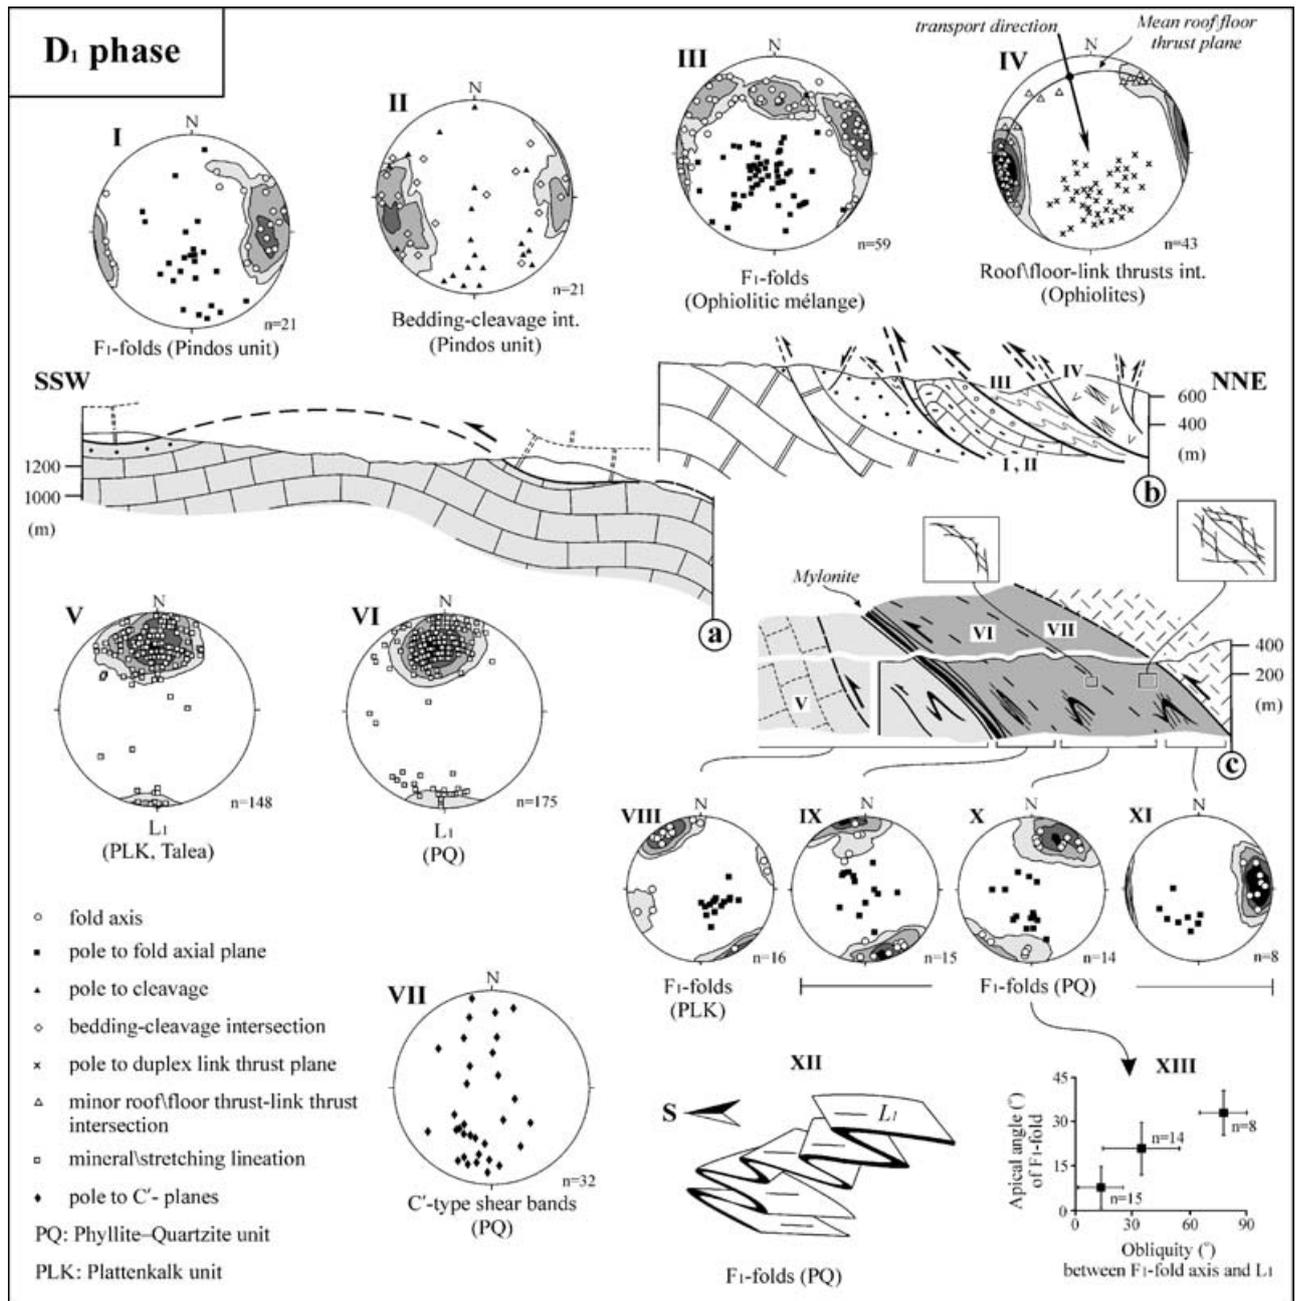 D1 phase
transport direction
Mean roof\floor
thrust plane
I
N
n=21
F1-folds (Pindos unit)
II
N
n=21
Bedding-cleavage int.
(Pindos unit)
III
N
n=59
F1-folds
(Ophiolitic mélange)
IV
N
n=43
Roof\floor-link thrusts int.
(Ophiolites)
SSW
1200
1000
(m)
a
III
IV
NNE
600
400
(m)
I , II
b
Mylonite
VI
VII
V
400
200
(m)
c
V
N
n=148
L1
(PLK, Talea)
VI
N
n=175
L1
(PQ)
VIII
N
n=16
F1-folds
(PLK)
IX
N
n=15
X
N
n=14
XI
N
n=8
F1-folds (PQ)
fold axis
pole to fold axial plane
pole to cleavage
bedding-cleavage intersection
pole to duplex link thrust plane
minor roof\floor thrust-link thrust
intersection
mineral\stretching lineation
pole to C′- planes
PQ: Phyllite–Quartzite unit
PLK: Plattenkalk unit
VII
N
n=32
C′-type shear bands
(PQ)
XII
S
L1
F1-folds (PQ)
XIII
Apical angle (°)
of F1-fold
45
30
15
0
n=14
n=8
n=15
0
30
60
90
Obliquity (°)
between F1-fold axis and L1